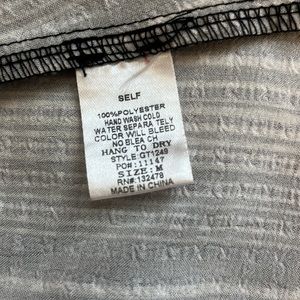 SELF
100%POLYESTER
HAND WASH COLD
WATER SEPARA TELY
COLOR WILL BLEED
NO BLEA CH
HANG TO DRY
STYLE:GT1249
PO#:11147
SIZE:M
RN#:132478
MADE IN CHINA